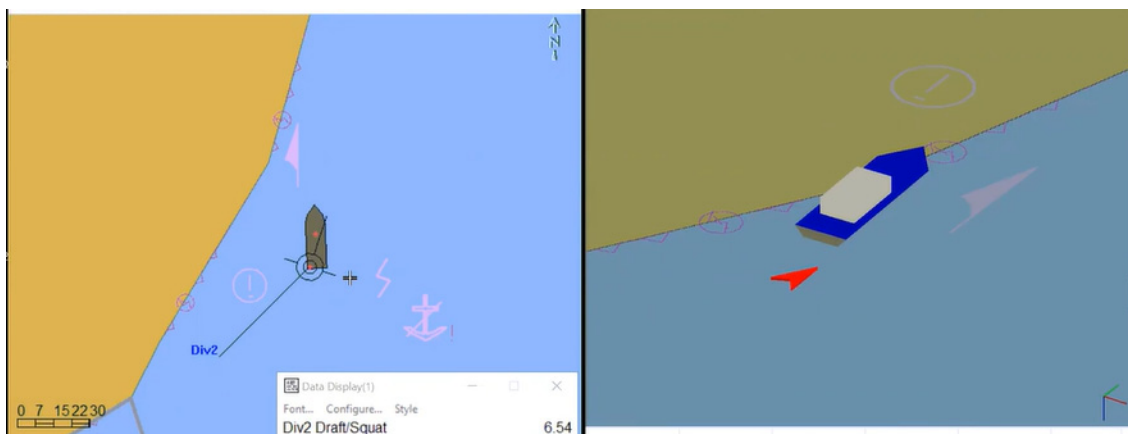 N
Div2
0 7 15 22 30
Data Display(1)
Font... Configure... Style
Div2 Draft/Squat 6.54